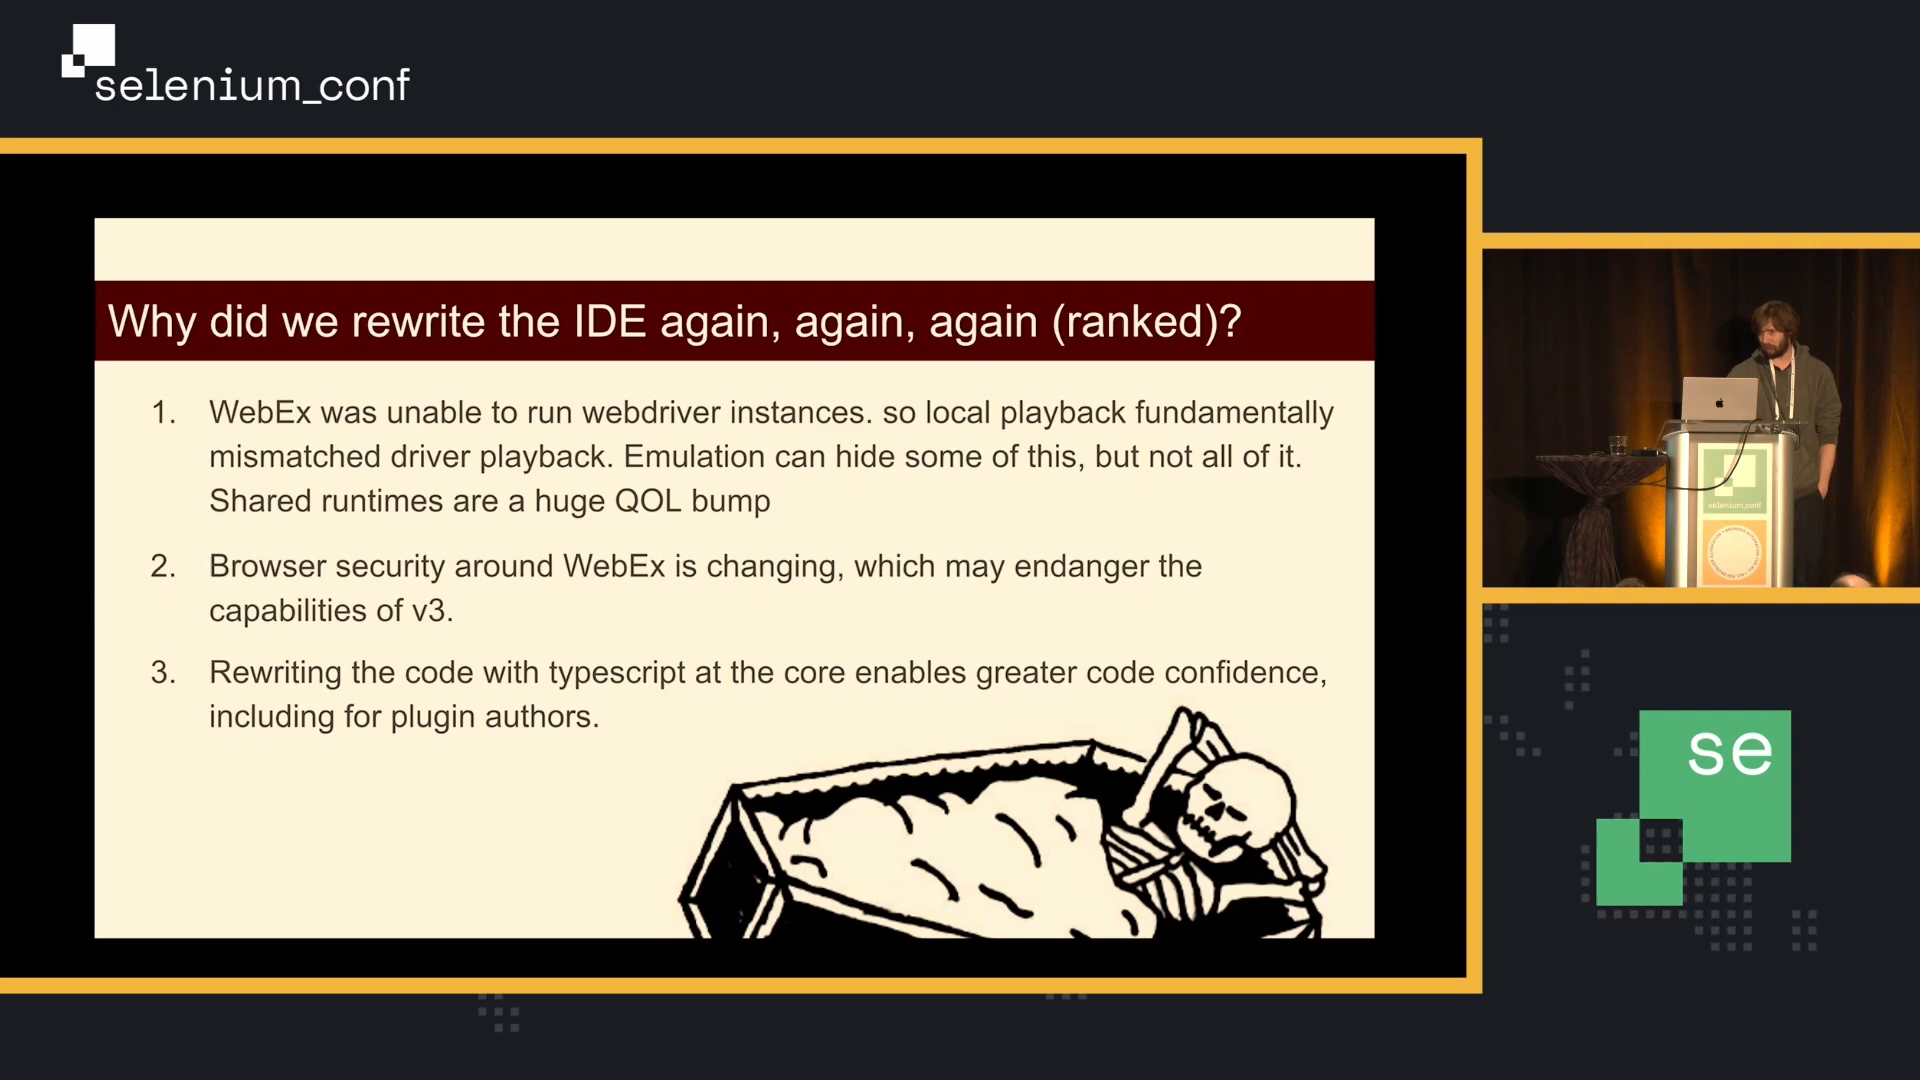 selenium_conf
Why did we rewrite the IDE again, again, again (ranked)?
1. WebEx was unable to run webdriver instances. so local playback fundamentally
mismatched driver playback. Emulation can hide some of this, but not all of it.
Shared runtimes are a huge QOL bump
2. Browser security around WebEx is changing, which may endanger the
capabilities of v3.
3. Rewriting the code with typescript at the core enables greater code confidence,
including for plugin authors.
selenium_conf
se